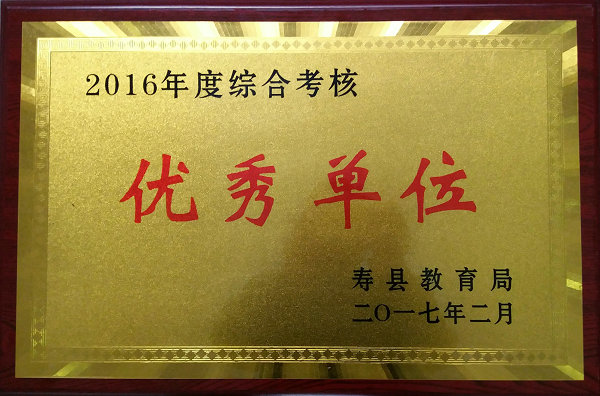 2016年度综合考核
优秀单位
寿县教育局
二〇一七年二月